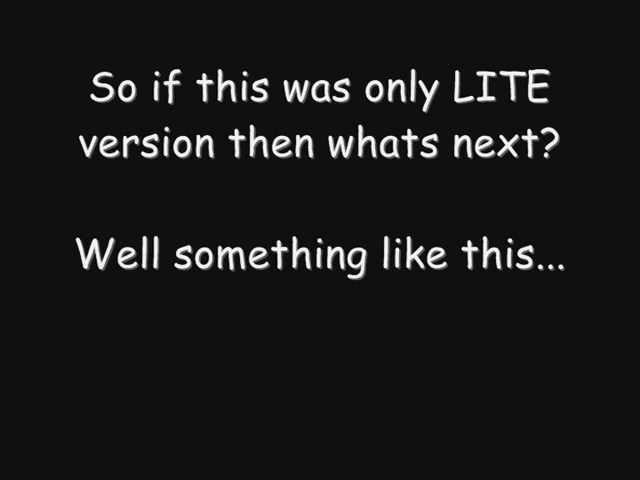 So if this was only LITE
version then whats next?
Well something like this...